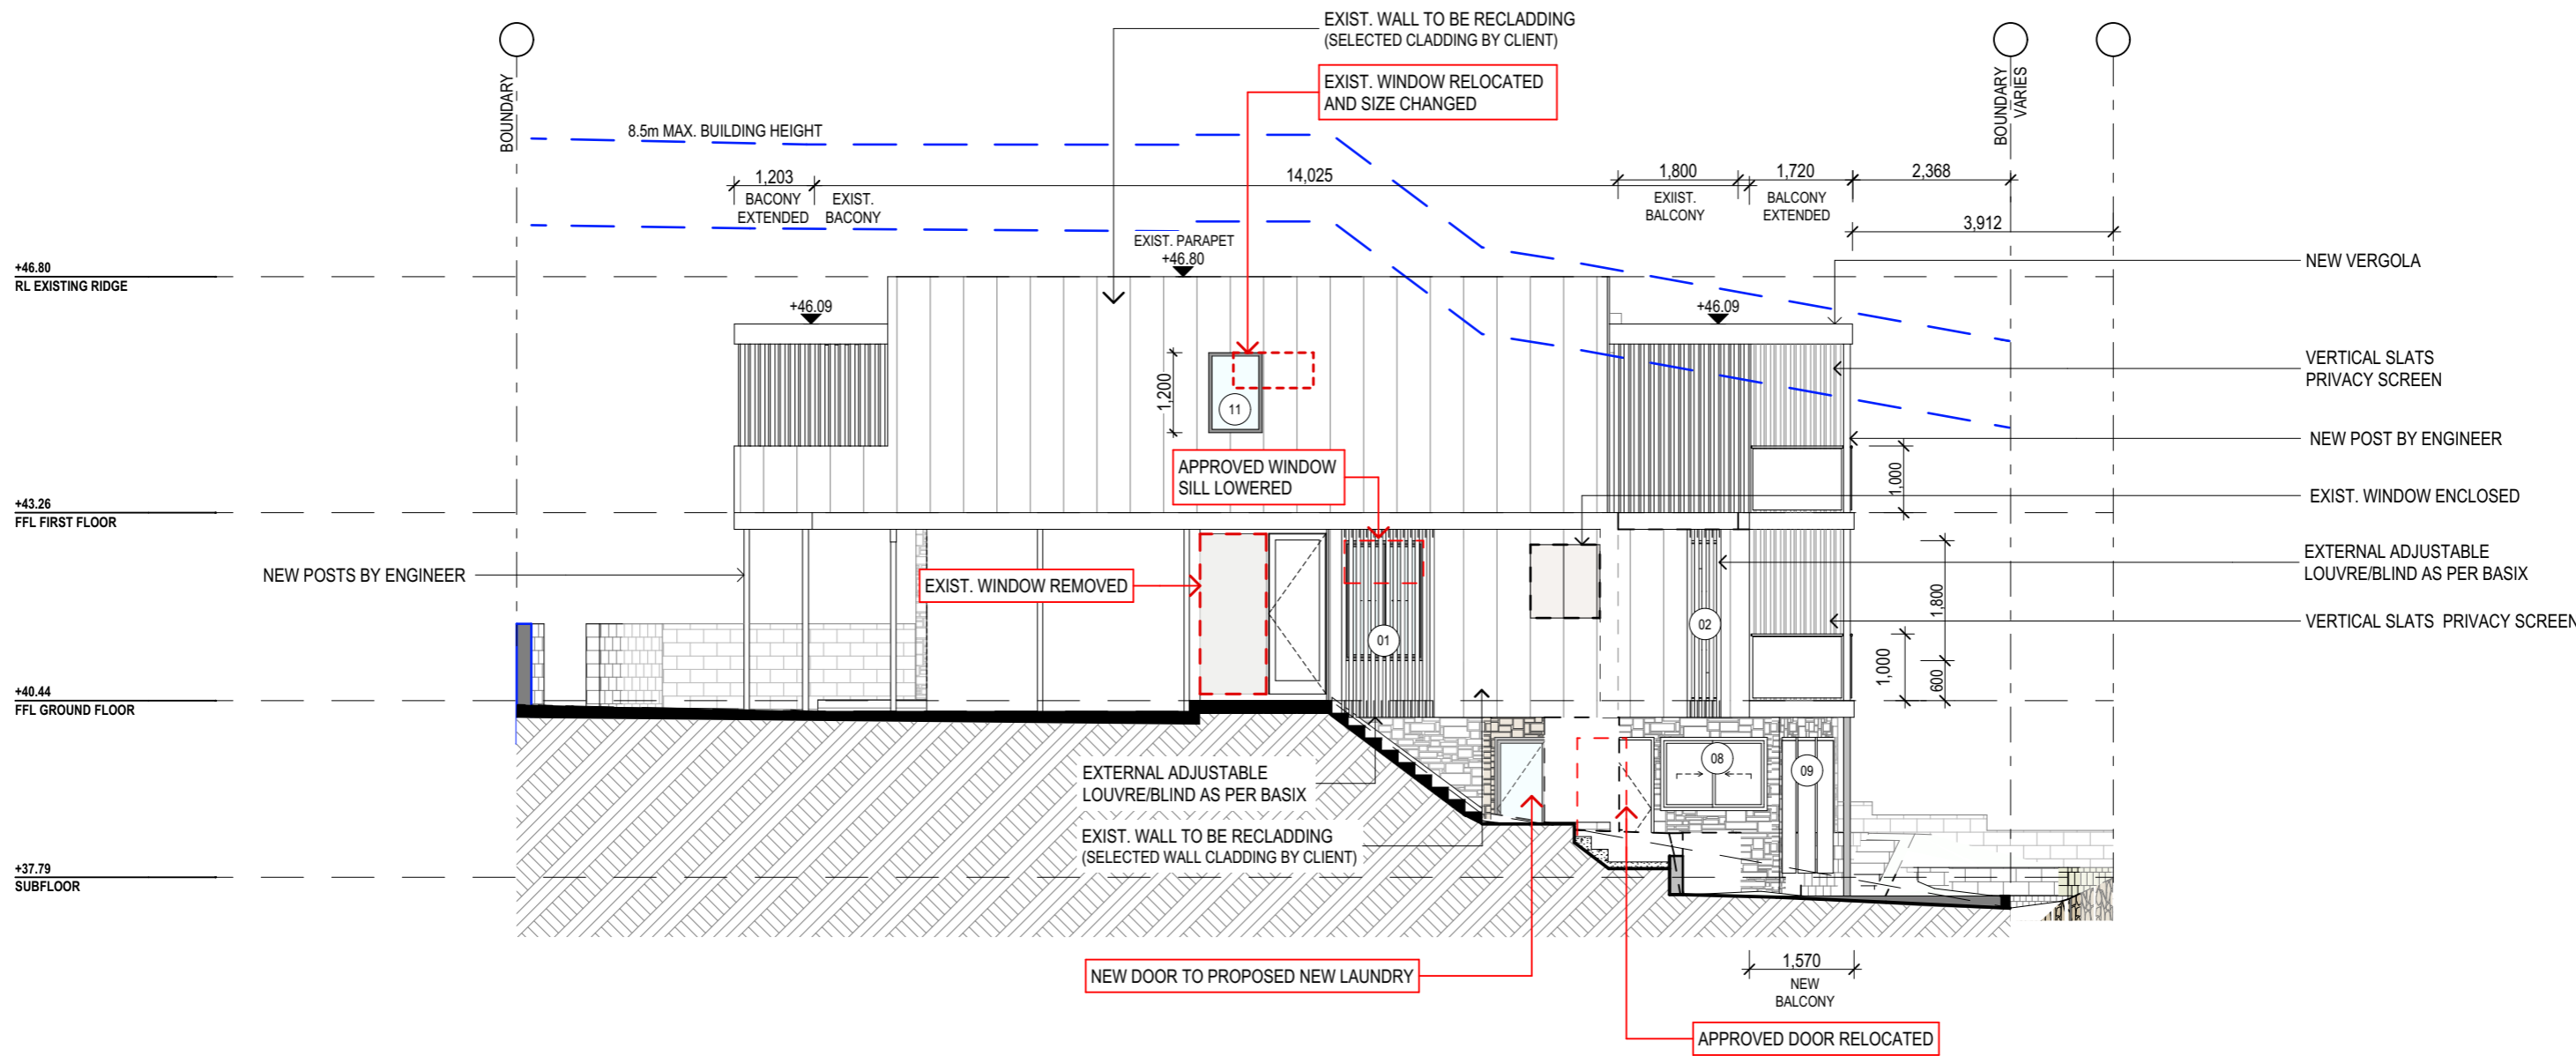 EXIST. WALL TO BE RECLADDING
(SELECTED CLADDING BY CLIENT)
BOUNDARY
BOUNDARY
VARIES
EXIST. WINDOW RELOCATED
AND SIZE CHANGED
8.5m MAX. BUILDING HEIGHT
1,203
BACONY
EXTENDED
EXIST.
BACONY
14,025
1,800
EXIIST.
BALCONY
1,720
BALCONY
EXTENDED
2,368
3,912
EXIST. PARAPET
+46.80
+46.80
RL EXISTING RIDGE
NEW VERGOLA
+46.09
+46.09
VERTICAL SLATS
PRIVACY SCREEN
1,200
11
NEW POST BY ENGINEER
APPROVED WINDOW
SILL LOWERED
1,000
EXIST. WINDOW ENCLOSED
+43.26
FFL FIRST FLOOR
EXTERNAL ADJUSTABLE
LOUVRE/BLIND AS PER BASIX
NEW POSTS BY ENGINEER
EXIST. WINDOW REMOVED
1,800
01
02
VERTICAL SLATS PRIVACY SCREEN
1,000
600
+40.44
FFL GROUND FLOOR
EXTERNAL ADJUSTABLE
LOUVRE/BLIND AS PER BASIX
08
09
EXIST. WALL TO BE RECLADDING
(SELECTED WALL CLADDING BY CLIENT)
+37.79
SUBFLOOR
NEW DOOR TO PROPOSED NEW LAUNDRY
1,570
NEW
BALCONY
APPROVED DOOR RELOCATED